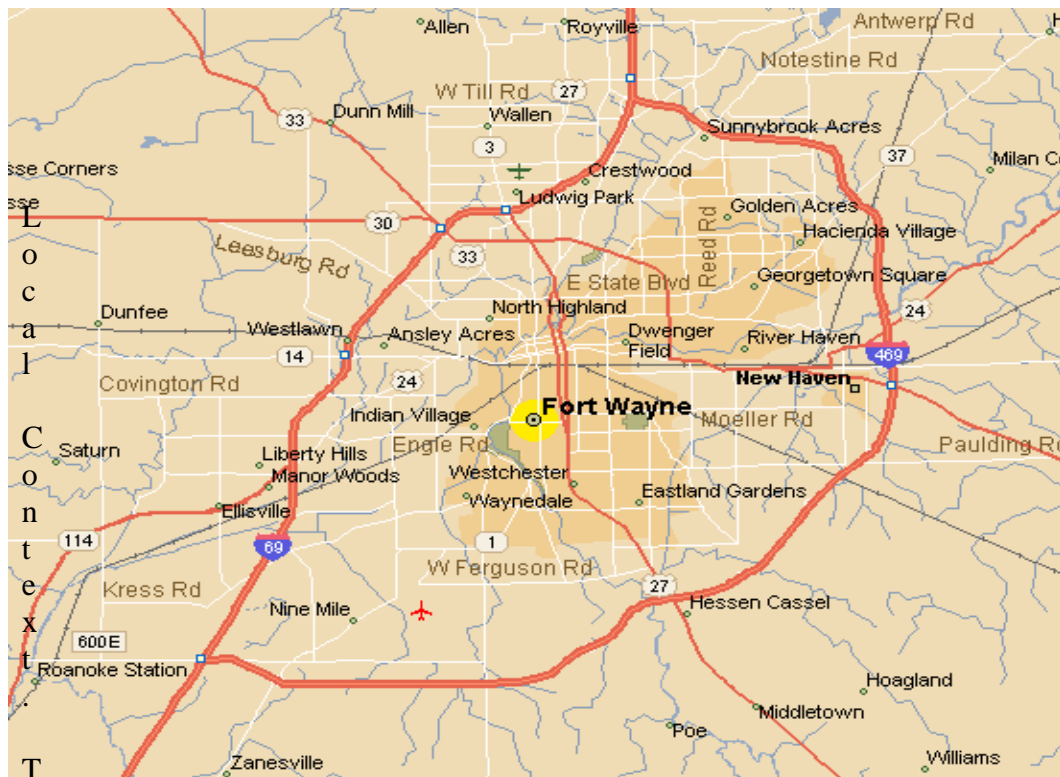 Allen
Royville
Antwerp Rd
H
Notestine Rd
W Till Rd
27
Dunn Mill
33
Wallen
Sunnybrook Acres
3
37
sse Corners
Crestwood
Milan Co
sse
Ludwig Park
Golden Acres
30
Reed Rd
Hacienda Village
Leesburg Rd
33
E State Blvd
Georgetown Square
Dunfee
North Highland
24
Westlawn
Ansley Acres
Dwenger
Field
River Haven
14
469
Covington Rd
24
New Haven
Indian Village
Fort Wayne
Moeller Rd
Saturn
Engle Rd
Paulding Rd
Liberty Hills
Manor Woods
Westchester
Waynedale
Eastland Gardens
Ellisville
114
69
1
Kress Rd
W Ferguson Rd
27
Nine Mile
Hessen Cassel
600E
Roanoke Station
Hoagland
Middletown
Poe
Zanesville
Williams
Local Context. T